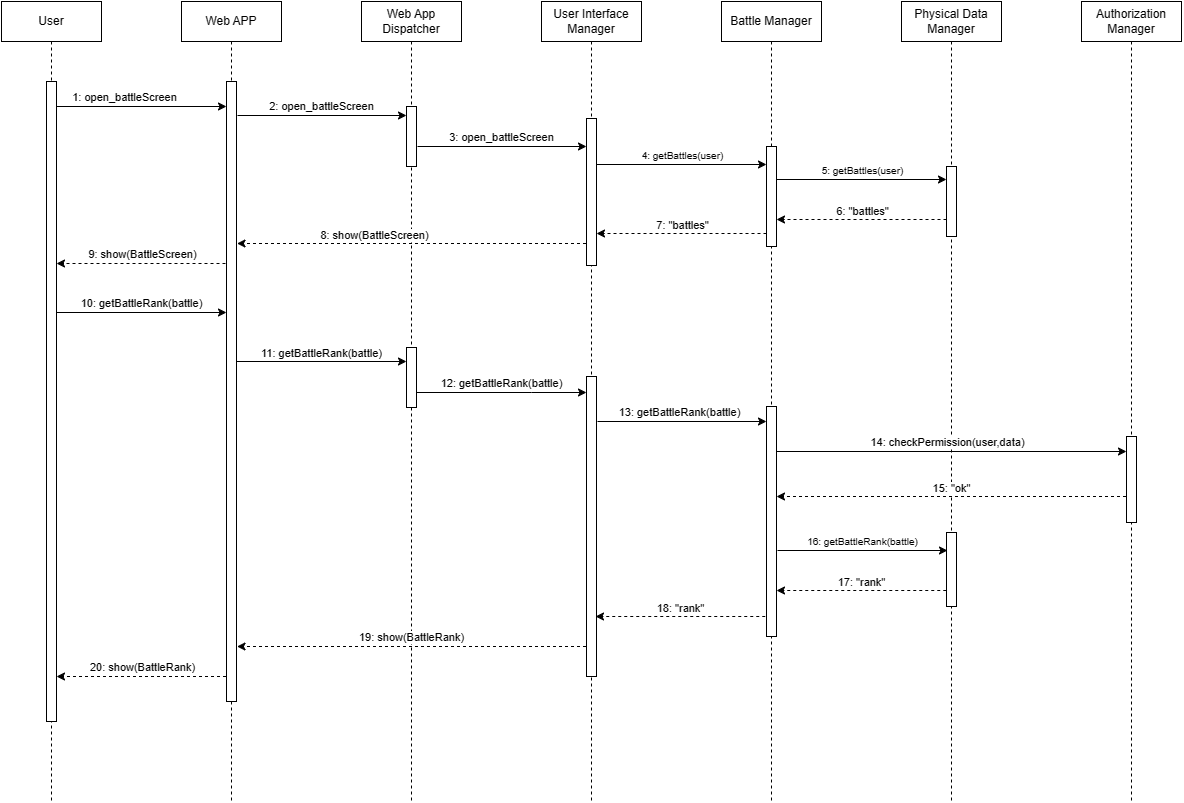 User
Web APP
Web App
Dispatcher
User Interface
Manager
Battle Manager
Physical Data
Manager
Authorization
Manager
1: open_battleScreen
2: open_battleScreen
3: open_battleScreen
4: getBattles(user)
5: getBattles(user)
6: "battles"
7: "battles"
8: show(BattleScreen)
9: show(BattleScreen)
10: getBattleRank(battle)
11: getBattleRank(battle)
12: getBattleRank(battle)
13: getBattleRank(battle)
14: checkPermission(user,data)
15: "ok"
16: getBattleRank(battle)
17: "rank"
18: "rank"
19: show(BattleRank)
20: show(BattleRank)